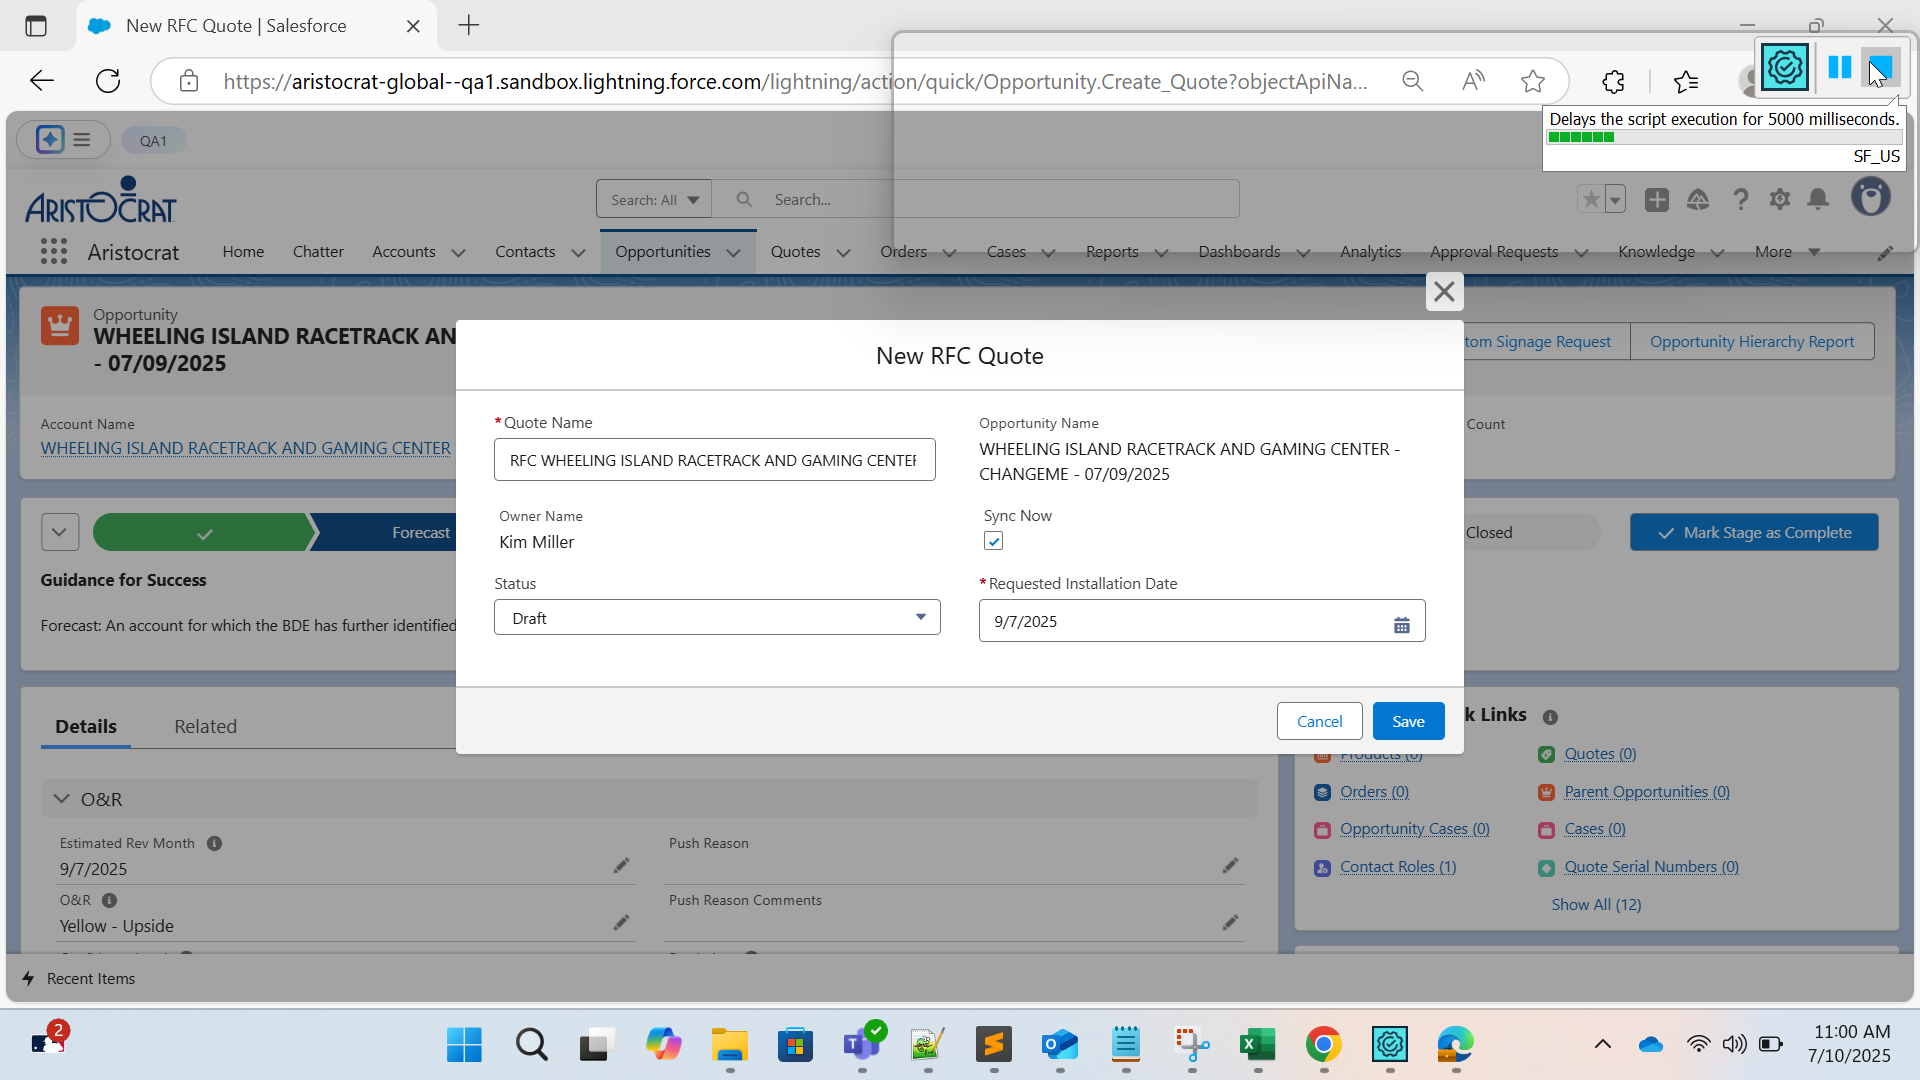 New RFC Quote | Salesforce
https://aristocrat-global--qa1.sandbox.lightning.force.com/lightning/action/quick/Opportunity.Create_Quote?objectApiNa...
Delays the script execution for 5000 milliseconds.
SF_US
QA1
ARISTOCRAT
Search: All
Search...
Aristocrat
Home
Chatter
Accounts
Contacts
Opportunities
Quotes
Orders
Cases
Reports
Dashboards
Analytics
Approval Requests
Knowledge
More
Opportunity
WHEELING ISLAND RACETRACK AN
- 07/09/2025
tom Signage Request
Opportunity Hierarchy Report
Account Name
WHEELING ISLAND RACETRACK AND GAMING CENTER
Count
New RFC Quote
*Quote Name
RFC WHEELING ISLAND RACETRACK AND GAMING CENTER
Opportunity Name
WHEELING ISLAND RACETRACK AND GAMING CENTER -
CHANGEME - 07/09/2025
Owner Name
Kim Miller
Sync Now
Status
Draft
*Requested Installation Date
9/7/2025
Cancel
Save
Forecast
Closed
Mark Stage as Complete
Guidance for Success
Forecast: An account for which the BDE has further identified
Details
Related
O&R
Estimated Rev Month
9/7/2025
Push Reason
O&R
Yellow - Upside
Push Reason Comments
k Links
Products (0)
Quotes (0)
Orders (0)
Parent Opportunities (0)
Opportunity Cases (0)
Cases (0)
Contact Roles (1)
Quote Serial Numbers (0)
Show All (12)
Recent Items
2
11:00 AM
7/10/2025